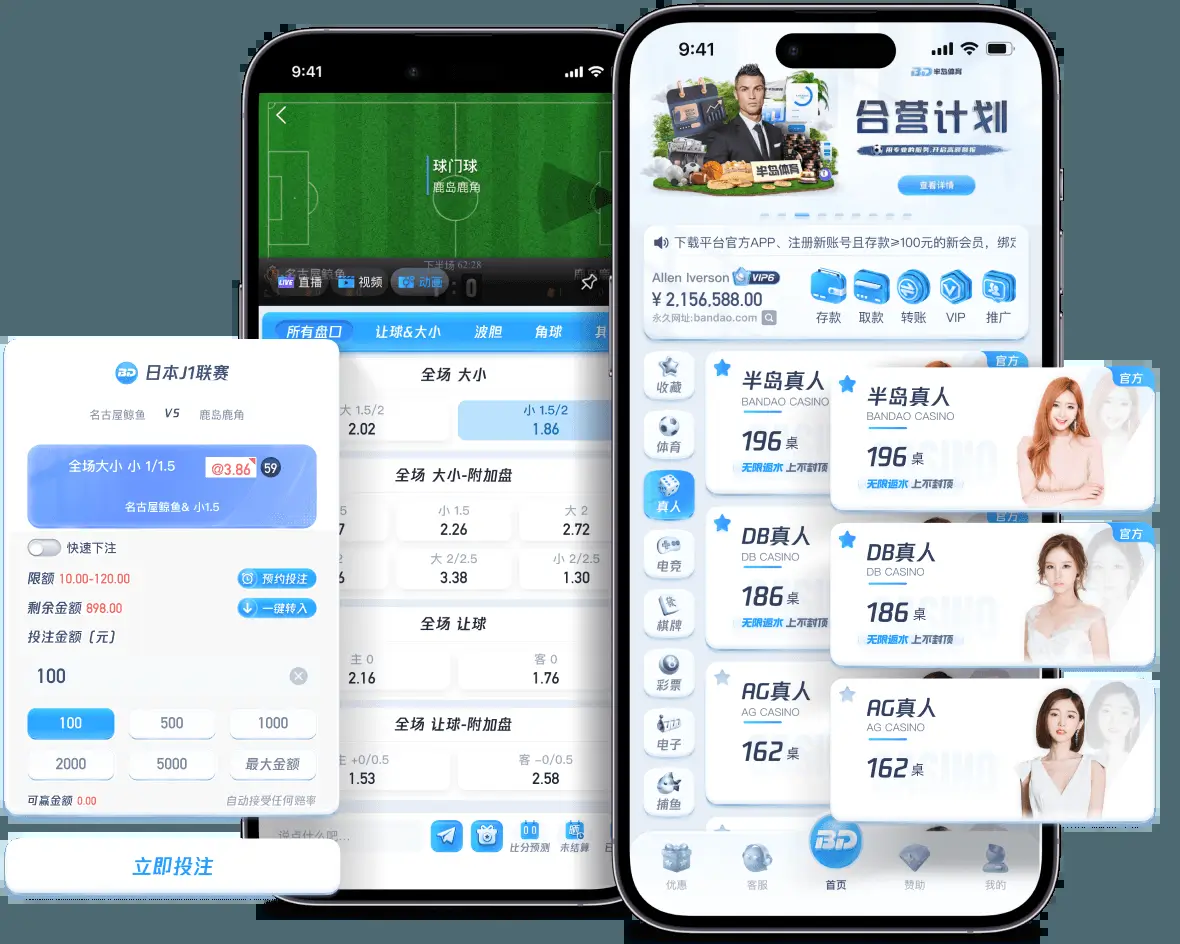 9:41
球门球
鹿岛鹿角
下半场 62:28
名古屋鲸鱼
: 0
LIVE 直播
视频
动画
所有盘口
让球&大小
波胆
角球
全场 大小
大 1.5/2
2.02
小 1.5/2
1.86
全场 大小-附加盘
小 1.5
2.26
大 2
2.72
大 2/2.5
3.38
小 2/2.5
1.30
全场 让球
主 0
2.16
客 0
1.76
全场 让球-附加盘
主 +0/0.5
1.53
客 -0/0.5
2.58
说点什么吧...
比分预测
未结算
BD 日本J1联赛
名古屋鲸鱼 VS 鹿岛鹿角
全场大小 小 1/1.5
@3.86
59
名古屋鲸鱼& 小1.5
快速下注
限额 10.00-120.00
预约投注
剩余金额 898.00
一键转入
投注金额（元）
100
100
500
1000
2000
5000
最大金额
可赢金额 0.00
自动接受任何赔率
立即投注
9:41
BD 半岛体育
合营计划
半岛体育
查看详情
下载平台官方APP、注册新账号且存款≥100元的新会员，绑定
Allen Iverson VIP6
¥ 2,156,588.00
永久网址:bandao.com
存款
取款
转账
VIP
推广
收藏
体育
真人
电竞
棋牌
彩票
电子
捕鱼
官方
半岛真人
BANDAO CASINO
196 桌
无限返水 上不封顶
官方
DB真人
DB CASINO
186 桌
无限返水 上不封顶
AG真人
AG CASINO
162 桌
官方
半岛真人
BANDAO CASINO
196 桌
无限返水 上不封顶
官方
DB真人
DB CASINO
186 桌
无限返水 上不封顶
AG真人
AG CASINO
162 桌
优惠
客服
BD
首页
赞助
我的